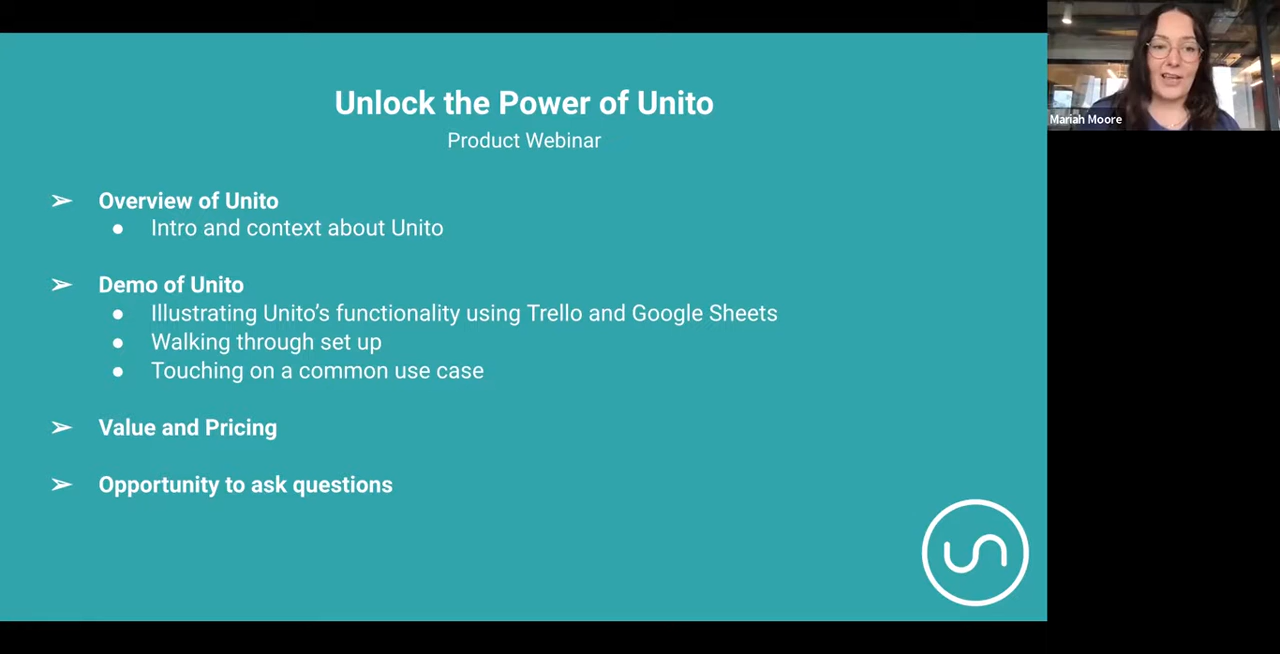 Unlock the Power of Unito
Product Webinar
➢ Overview of Unito
● Intro and context about Unito
➢ Demo of Unito
● Illustrating Unito’s functionality using Trello and Google Sheets
● Walking through set up
● Touching on a common use case
➢ Value and Pricing
➢ Opportunity to ask questions
Mariah Moore